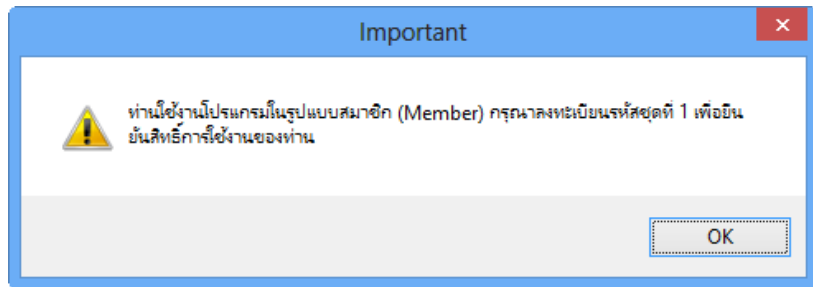 Important
ท่านใช้งานโปรแกรมในรูปแบบสมาชิก (Member) กรุณาลงทะเบียนรหัสชุดที่ 1 เพื่อยืน
ยันสิทธิ์การใช้งานของท่าน
OK